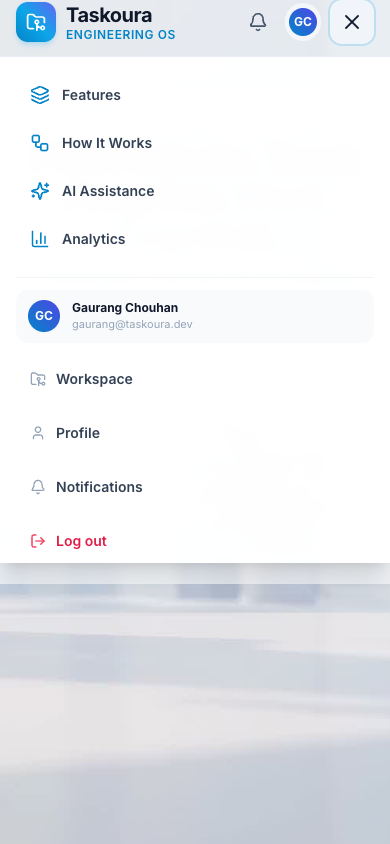 Taskoura
ENGINEERING OS
GC
Features
How It Works
AI Assistance
Analytics
GC
Gaurang Chouhan
gaurang@taskoura.dev
Workspace
Profile
Notifications
Log out